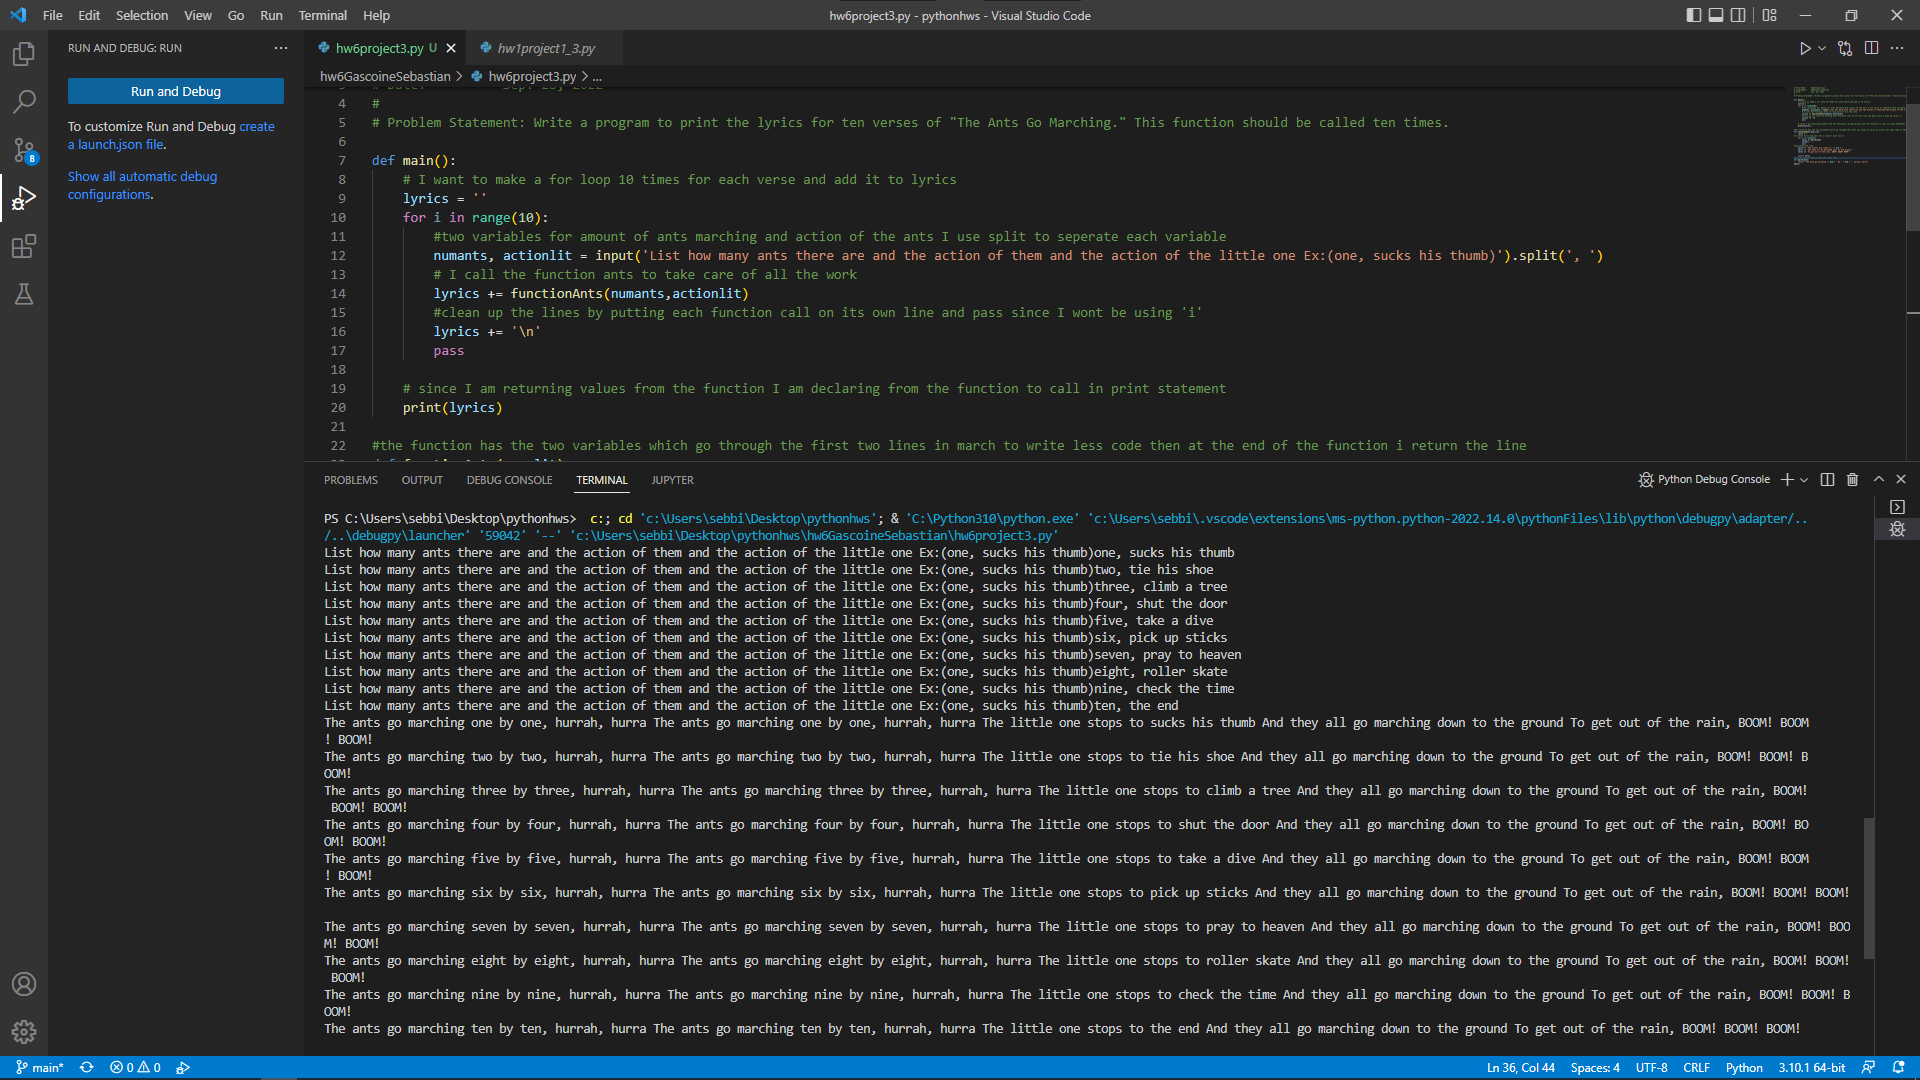 File Edit Selection View Go Run Terminal Help
hw6project3.py - pythonhws - Visual Studio Code
RUN AND DEBUG: RUN
Run and Debug
To customize Run and Debug create
a launch.json file.
Show all automatic debug
configurations.
8
hw6project3.py U
hw1project1_3.py
hw6GascoineSebastian > hw6project3.py > ...
4 #
5 # Problem Statement: Write a program to print the lyrics for ten verses of "The Ants Go Marching." This function should be called ten times.
6
7 def main():
8 # I want to make a for loop 10 times for each verse and add it to lyrics
9 lyrics = ''
10 for i in range(10):
11 #two variables for amount of ants marching and action of the ants I use split to seperate each variable
12 numants, actionlit = input('List how many ants there are and the action of them and the action of the little one Ex:(one, sucks his thumb)').split(', ')
13 # I call the function ants to take care of all the work
14 lyrics += functionAnts(numants,actionlit)
15 #clean up the lines by putting each function call on its own line and pass since I wont be using 'i'
16 lyrics += '\n'
17 pass
18
19 # since I am returning values from the function I am declaring from the function to call in print statement
20 print(lyrics)
21
22 #the function has the two variables which go through the first two lines in march to write less code then at the end of the function i return the line
PROBLEMS OUTPUT DEBUG CONSOLE TERMINAL JUPYTER
Python Debug Console
PS C:\Users\sebbi\Desktop\pythonhws> c:; cd 'c:\Users\sebbi\Desktop\pythonhws'; & 'C:\Python310\python.exe' 'c:\Users\sebbi\.vscode\extensions\ms-python.python-2022.14.0\pythonFiles\lib\python\debugpy\adapter/..
/..\debugpy\launcher' '59042' '--' 'c:\Users\sebbi\Desktop\pythonhws\hw6GascoineSebastian\hw6project3.py'
List how many ants there are and the action of them and the action of the little one Ex:(one, sucks his thumb)one, sucks his thumb
List how many ants there are and the action of them and the action of the little one Ex:(one, sucks his thumb)two, tie his shoe
List how many ants there are and the action of them and the action of the little one Ex:(one, sucks his thumb)three, climb a tree
List how many ants there are and the action of them and the action of the little one Ex:(one, sucks his thumb)four, shut the door
List how many ants there are and the action of them and the action of the little one Ex:(one, sucks his thumb)five, take a dive
List how many ants there are and the action of them and the action of the little one Ex:(one, sucks his thumb)six, pick up sticks
List how many ants there are and the action of them and the action of the little one Ex:(one, sucks his thumb)seven, pray to heaven
List how many ants there are and the action of them and the action of the little one Ex:(one, sucks his thumb)eight, roller skate
List how many ants there are and the action of them and the action of the little one Ex:(one, sucks his thumb)nine, check the time
List how many ants there are and the action of them and the action of the little one Ex:(one, sucks his thumb)ten, the end
The ants go marching one by one, hurrah, hurra The ants go marching one by one, hurrah, hurra The little one stops to sucks his thumb And they all go marching down to the ground To get out of the rain, BOOM! BOOM
! BOOM!
The ants go marching two by two, hurrah, hurra The ants go marching two by two, hurrah, hurra The little one stops to tie his shoe And they all go marching down to the ground To get out of the rain, BOOM! BOOM! B
OOM!
The ants go marching three by three, hurrah, hurra The ants go marching three by three, hurrah, hurra The little one stops to climb a tree And they all go marching down to the ground To get out of the rain, BOOM!
BOOM! BOOM!
The ants go marching four by four, hurrah, hurra The ants go marching four by four, hurrah, hurra The little one stops to shut the door And they all go marching down to the ground To get out of the rain, BOOM! BO
OM! BOOM!
The ants go marching five by five, hurrah, hurra The ants go marching five by five, hurrah, hurra The little one stops to take a dive And they all go marching down to the ground To get out of the rain, BOOM! BOOM
! BOOM!
The ants go marching six by six, hurrah, hurra The ants go marching six by six, hurrah, hurra The little one stops to pick up sticks And they all go marching down to the ground To get out of the rain, BOOM! BOOM! BOOM!
The ants go marching seven by seven, hurrah, hurra The ants go marching seven by seven, hurrah, hurra The little one stops to pray to heaven And they all go marching down to the ground To get out of the rain, BOOM! BOO
M! BOOM!
The ants go marching eight by eight, hurrah, hurra The ants go marching eight by eight, hurrah, hurra The little one stops to roller skate And they all go marching down to the ground To get out of the rain, BOOM! BOOM!
BOOM!
The ants go marching nine by nine, hurrah, hurra The ants go marching nine by nine, hurrah, hurra The little one stops to check the time And they all go marching down to the ground To get out of the rain, BOOM! BOOM! B
OOM!
The ants go marching ten by ten, hurrah, hurra The ants go marching ten by ten, hurrah, hurra The little one stops to the end And they all go marching down to the ground To get out of the rain, BOOM! BOOM! BOOM!
main* 0 0 Ln 36, Col 44 Spaces: 4 UTF-8 CRLF Python 3.10.1 64-bit